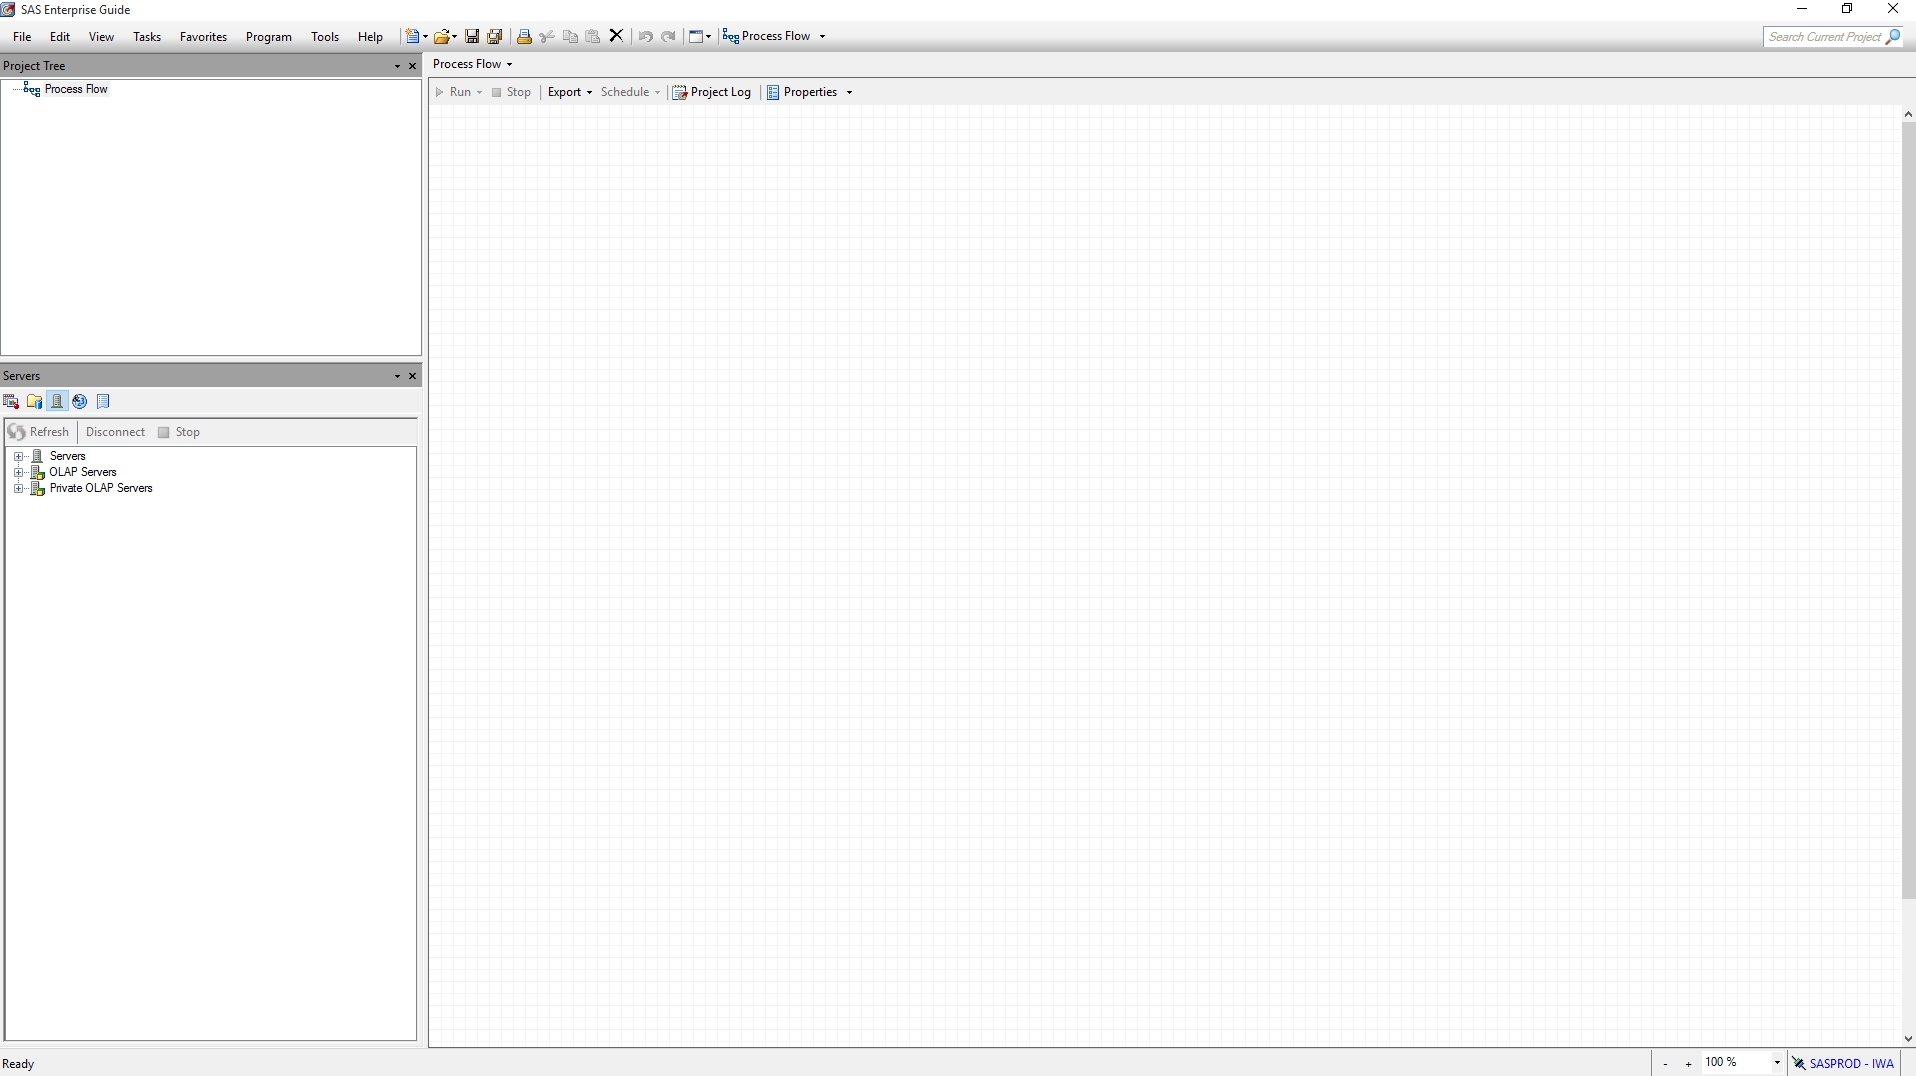 SAS Enterprise Guide
File Edit View Tasks Favorites Program Tools Help Process Flow Search Current Project
Project Tree
Process Flow
Process Flow
Run Stop Export Schedule Project Log Properties
Servers
Refresh Disconnect Stop
Servers
OLAP Servers
Private OLAP Servers
Ready - + 100 % SASPROD - IWA